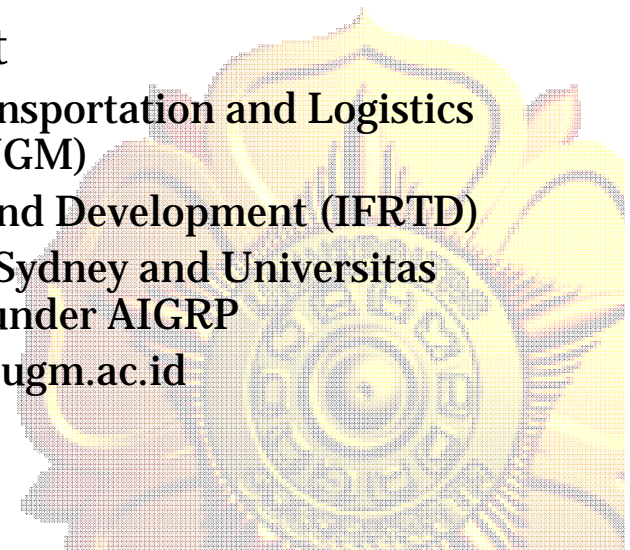 t
nsportation and Logistics
GM)
nd Development (IFRTD)
Sydney and Universitas
under AIGRP
ugm.ac.id